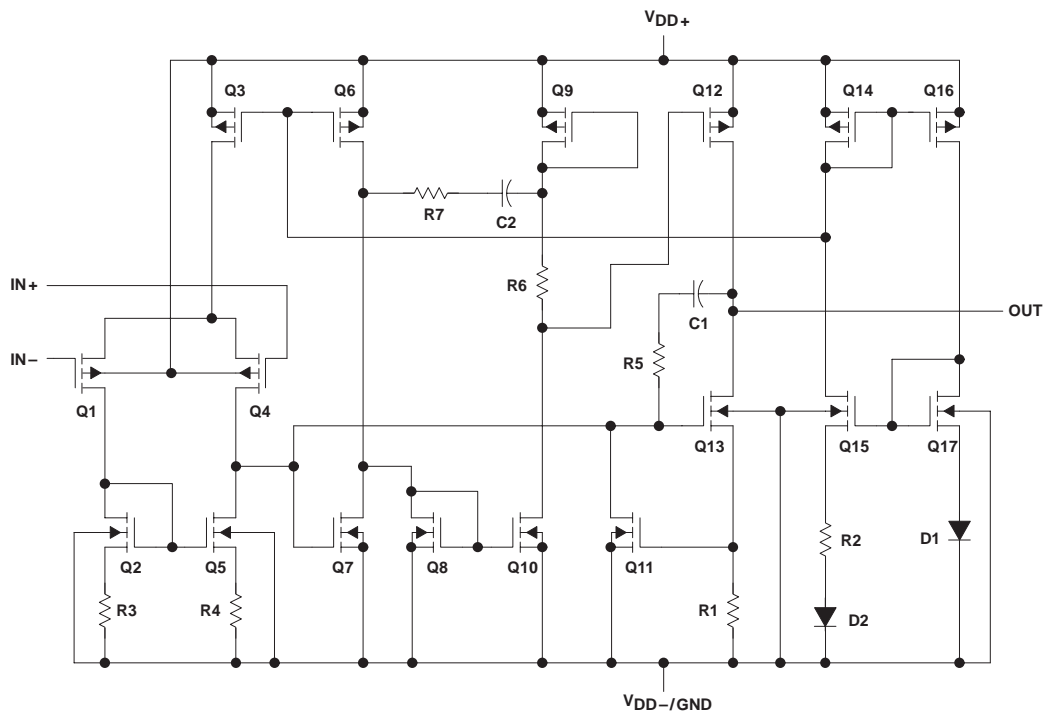 VDD+
Q3
Q6
Q9
Q12
Q14
Q16
R7
C2
IN+
R6
OUT
C1
IN−
R5
Q1
Q4
Q13
Q15
Q17
R2
D1
Q2
Q5
Q7
Q8
Q10
Q11
R3
R4
R1
D2
VDD−/GND